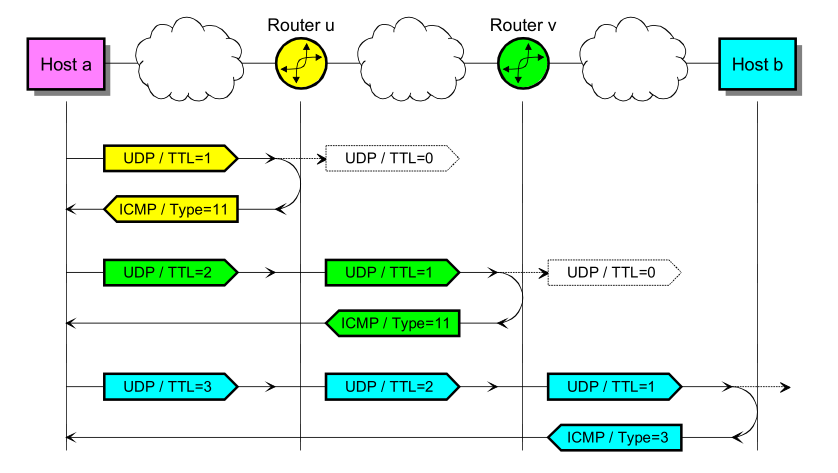 Router u
Router v
Host a
Host b
UDP / TTL=1
UDP / TTL=0
ICMP / Type=11
UDP / TTL=2
UDP / TTL=1
UDP / TTL=0
ICMP / Type=11
UDP / TTL=3
UDP / TTL=2
UDP / TTL=1
ICMP / Type=3